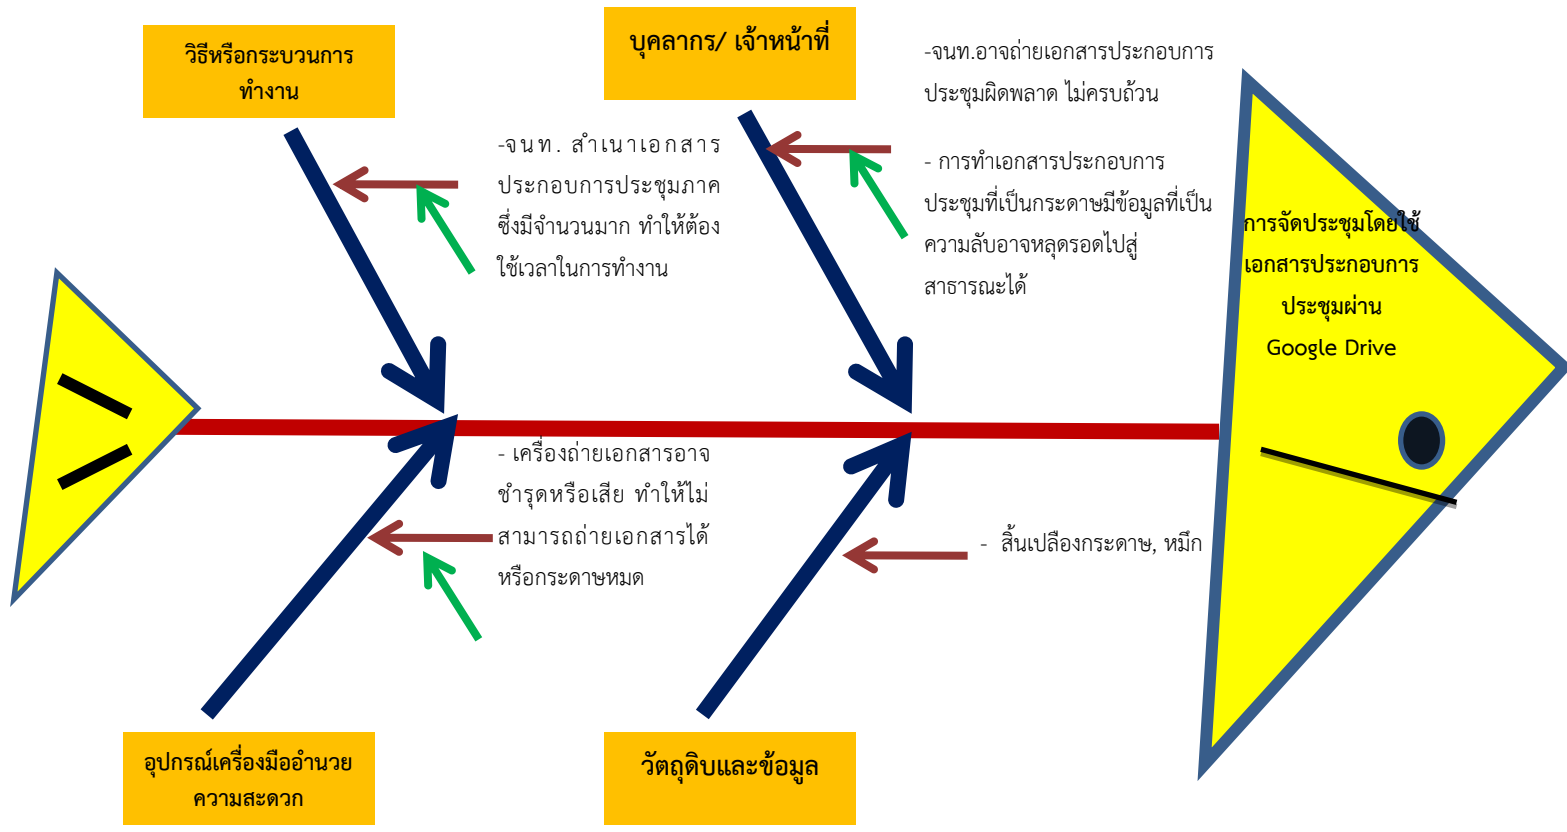 วิธีหรือกระบวนการ
ทำงาน
-จนท. สำเนาเอกสาร
ประกอบการประชุมภาค
ซึ่งมีจำนวนมาก ทำให้ต้อง
ใช้เวลาในการทำงาน
บุคลากร/ เจ้าหน้าที่
-จนท.อาจถ่ายเอกสารประกอบการ
ประชุมผิดพลาด ไม่ครบถ้วน
- การทำเอกสารประกอบการ
ประชุมที่เป็นกระดาษมีข้อมูลที่เป็น
ความลับอาจหลุดรอดไปสู่
สาธารณะได้
การจัดประชุมโดยใช้
เอกสารประกอบการ
ประชุมผ่าน
Google Drive
- เครื่องถ่ายเอกสารอาจ
ชำรุดหรือเสีย ทำให้ไม่
สามารถถ่ายเอกสารได้
หรือกระดาษหมด
- สิ้นเปลืองกระดาษ, หมึก
อุปกรณ์เครื่องมืออำนวย
ความสะดวก
วัตถุดิบและข้อมูล